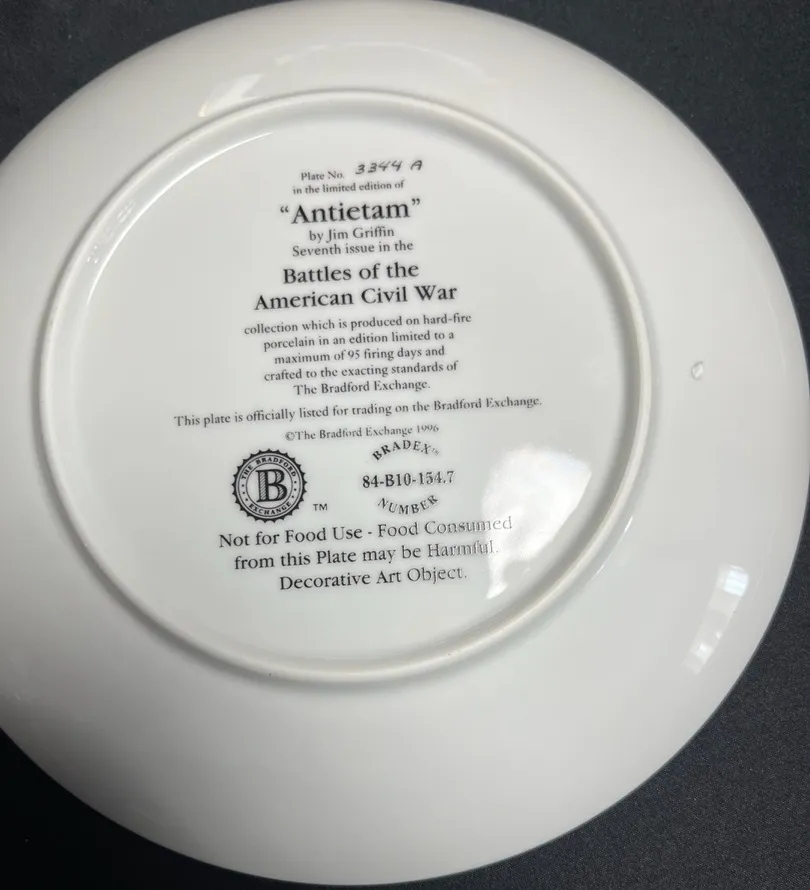 Plate No. 3344 A
in the limited edition of
“Antietam”
by Jim Griffin
Seventh issue in the
Battles of the
American Civil War
collection which is produced on hard-fire
porcelain in an edition limited to a
maximum of 95 firing days and
crafted to the exacting standards of
The Bradford Exchange.
This plate is officially listed for trading on the Bradford Exchange.
©The Bradford Exchange 1996
THE BRADFORD
B
EXCHANGE
TM
BRADEX™
84-B10-154.7
NUMBER
Not for Food Use - Food Consumed
from this Plate may be Harmful.
Decorative Art Object.